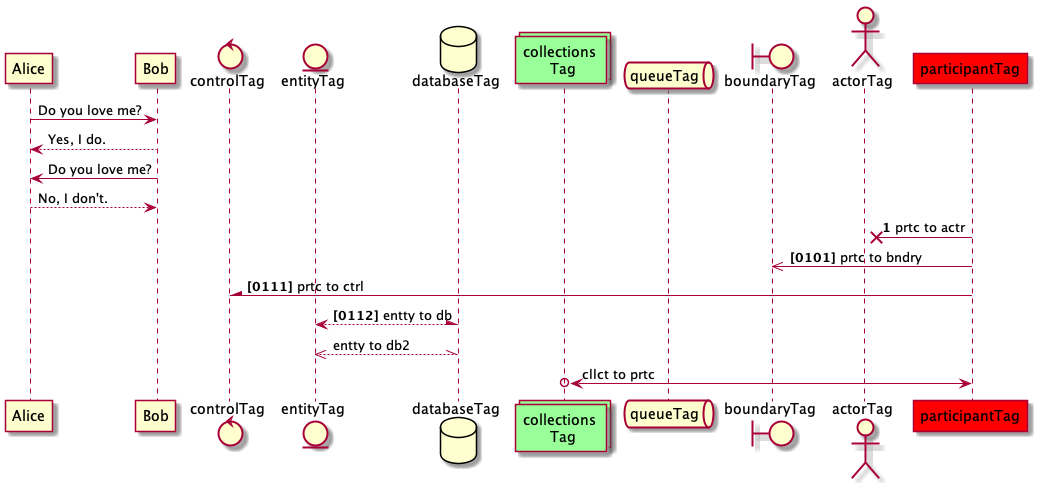 Alice
Bob
controlTag
entityTag
databaseTag
collections
Tag
queueTag
boundaryTag
actorTag
participantTag
Do you love me?
Yes, I do.
Do you love me?
No, I don't.
1 prtc to actr
[0101] prtc to bndry
[0111] prtc to ctrl
[0112] entty to db
entty to db2
cllct to prtc
Alice
Bob
controlTag
entityTag
databaseTag
collections
Tag
queueTag
boundaryTag
actorTag
participantTag